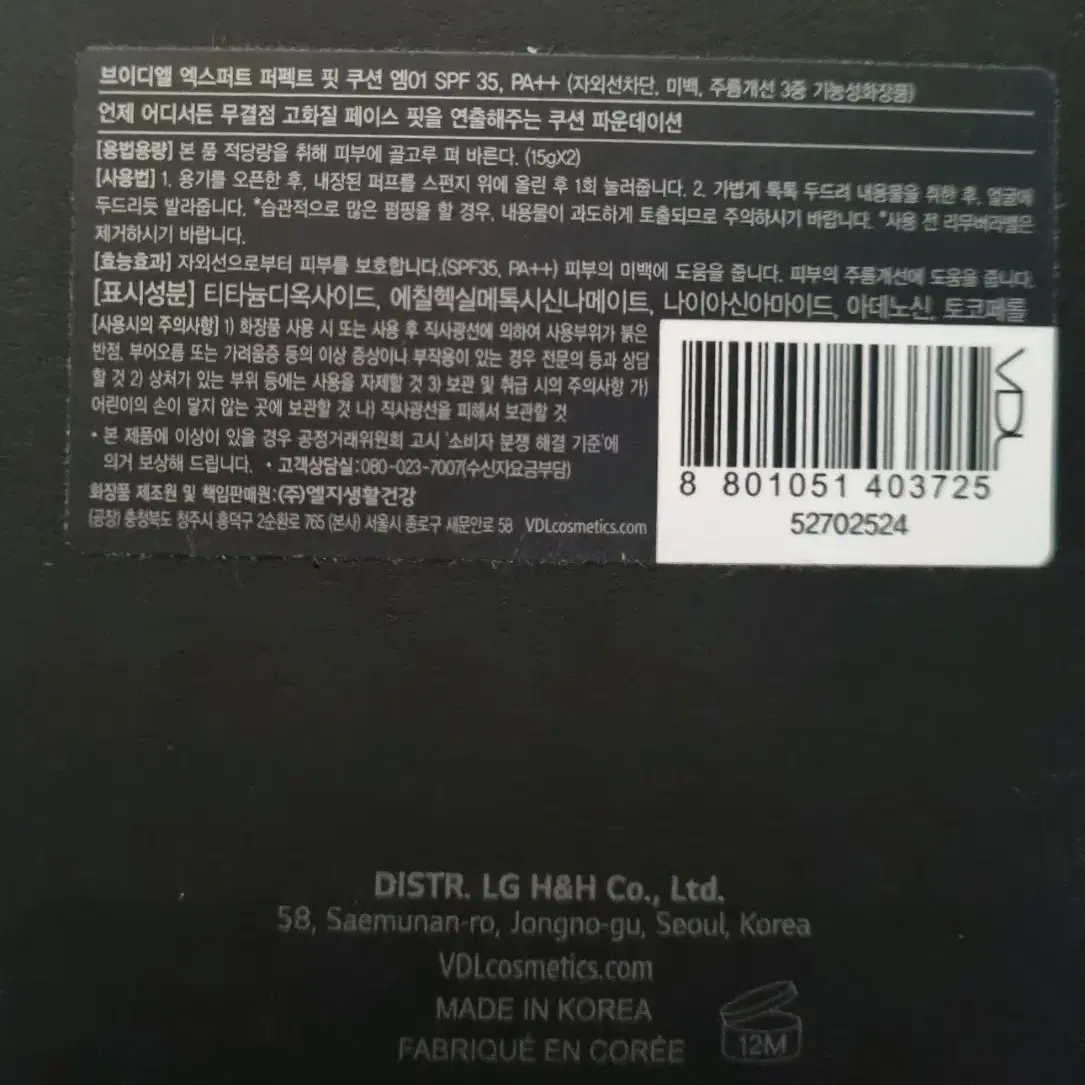 브이디엘 엑스퍼트 퍼펙트 핏 쿠션 엠01 SPF 35, PA++ (자외선차단, 미백, 주름개선 3중 기능성화장품)
언제 어디서든 무결점 고화질 페이스 핏을 연출해주는 쿠션 파운데이션
[용법용량] 본 품 적당량을 취해 피부에 골고루 펴 바른다. (15gX2)
[사용법] 1. 용기를 오픈한 후, 내장된 퍼프를 스펀지 위에 올린 후 1회 눌러줍니다. 2. 가볍게 톡톡 두드려 내용물을 취한 후, 얼굴에
두드리듯 발라줍니다. *습관적으로 많은 펌핑을 할 경우, 내용물이 과도하게 토출되므로 주의하시기 바랍니다. *사용 전 리무버라벨은
제거하시기 바랍니다.
[효능효과] 자외선으로부터 피부를 보호합니다.(SPF35, PA++) 피부의 미백에 도움을 줍니다. 피부의 주름개선에 도움을 줍니다.
[표시성분] 티타늄디옥사이드, 에칠헥실메톡시신나메이트, 나이아신아마이드, 아데노신, 토코페롤
[사용시의 주의사항] 1) 화장품 사용 시 또는 사용 후 직사광선에 의하여 사용부위가 붉은
반점, 부어오름 또는 가려움증 등의 이상 증상이나 부작용이 있는 경우 전문의 등과 상담
할 것 2) 상처가 있는 부위 등에는 사용을 자제할 것 3) 보관 및 취급 시의 주의사항 가)
어린이의 손이 닿지 않는 곳에 보관할 것 나) 직사광선을 피해서 보관할 것
• 본 제품에 이상이 있을 경우 공정거래위원회 고시 '소비자 분쟁 해결 기준'에
의거 보상해 드립니다. • 고객상담실:080-023-7007(수신자요금부담)
화장품 제조원 및 책임판매원:(주)엘지생활건강
(공장) 충청북도 청주시 흥덕구 2순환로 765 (본사) 서울시 종로구 새문안로 58 VDLcosmetics.com
VDL
8 801051 403725
52702524
DISTR. LG H&H Co., Ltd.
58, Saemunan-ro, Jongno-gu, Seoul, Korea
VDLcosmetics.com
MADE IN KOREA
FABRIQUÉ EN CORÉE
12M